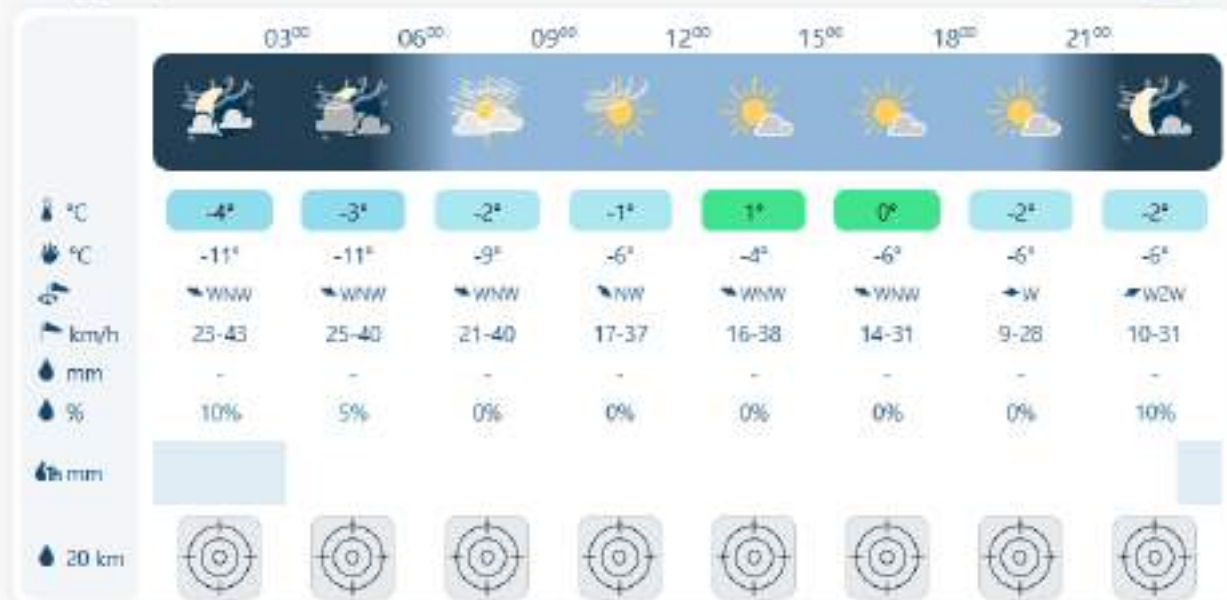 03⁰⁰ 06⁰⁰ 09⁰⁰ 12⁰⁰ 15⁰⁰ 18⁰⁰ 21⁰⁰
°C -4° -3° -2° -1° 1° 0° -2° -2°
°C -11° -11° -9° -6° -4° -6° -6° -6°
WNW WNW WNW NW WNW WNW W WZW
km/h 23-43 25-40 21-40 17-37 16-38 14-31 9-28 10-31
mm - - - - - - - -
% 10% 5% 0% 0% 0% 0% 0% 10%
1h mm
20 km